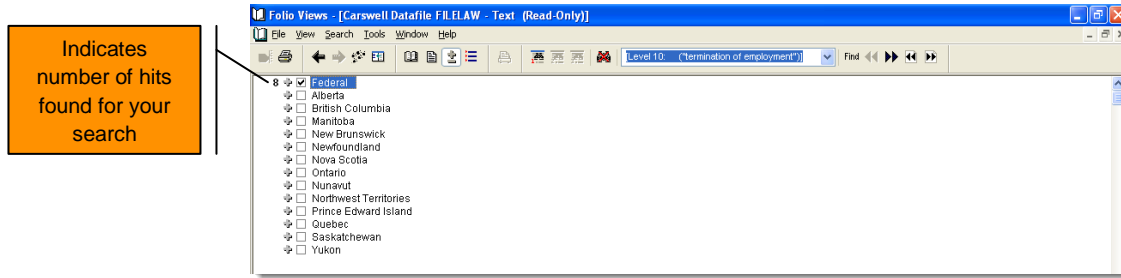 Indicates
number of hits
found for your
search
Folio Views - [Carswell Datafile FILELAW - Text (Read-Only)]
File View Search Tools Window Help
[Level 10: ("termination of employment")] Find
8 Federal
Alberta
British Columbia
Manitoba
New Brunswick
Newfoundland
Nova Scotia
Ontario
Nunavut
Northwest Territories
Prince Edward Island
Quebec
Saskatchewan
Yukon